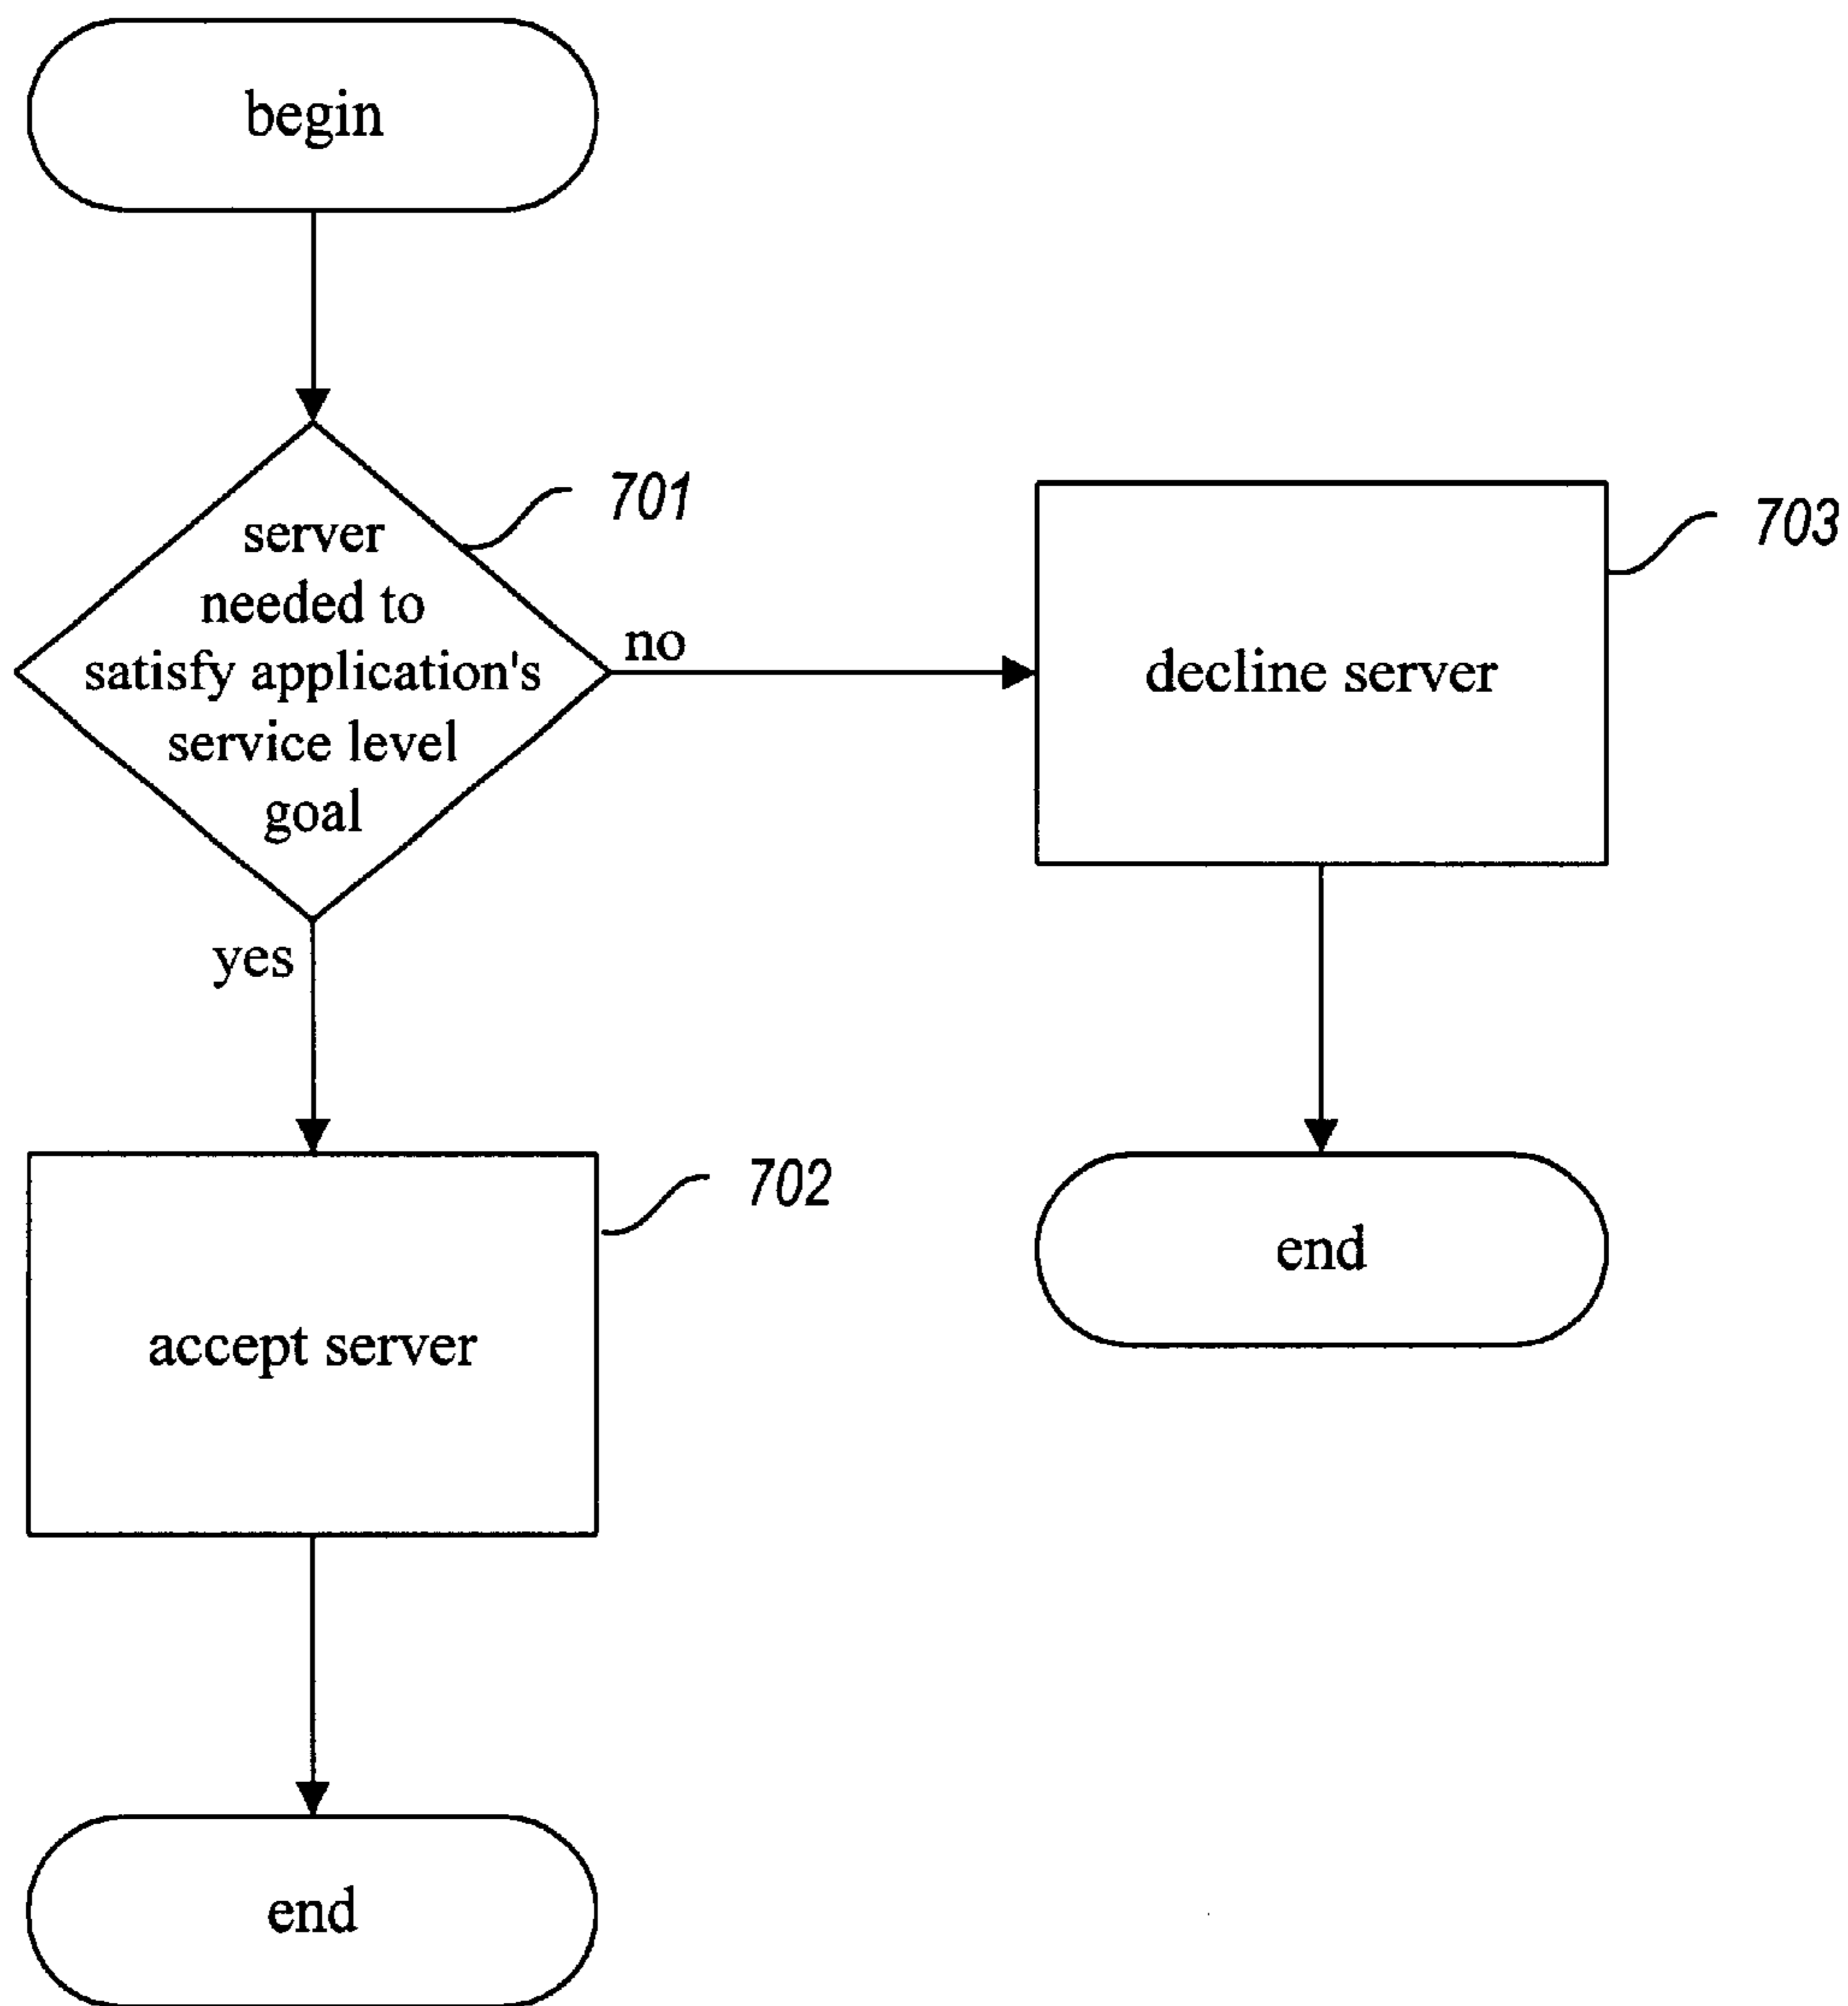 begin
701
server
needed to
satisfy application's
service level
goal
no
decline server
703
yes
accept server
702
end
end